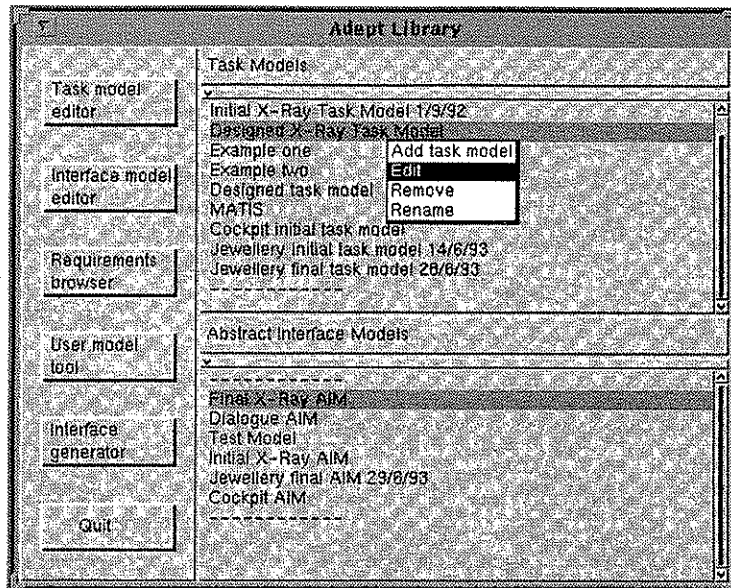 Adept Library
Task model
editor
Interface model
editor
Requirements
browser
User model
tool
Interface
generator
Quit
Task Models
Initial X-Ray Task Model 1/9/92
Designed X-Ray Task Model
Example one
Example two
Designed task model
MATIS
Cockpit initial task model
Jewellery Initial task model 14/6/93
Jewellery final task model 26/6/93
-------------
Add task model
Edit
Remove
Rename
Abstract Interface Models
-------------
Final X-Ray AIM
Dialogue AIM
Test Model
Initial X-Ray AIM
Jewellery final AIM 29/6/93
Cockpit AIM
-------------